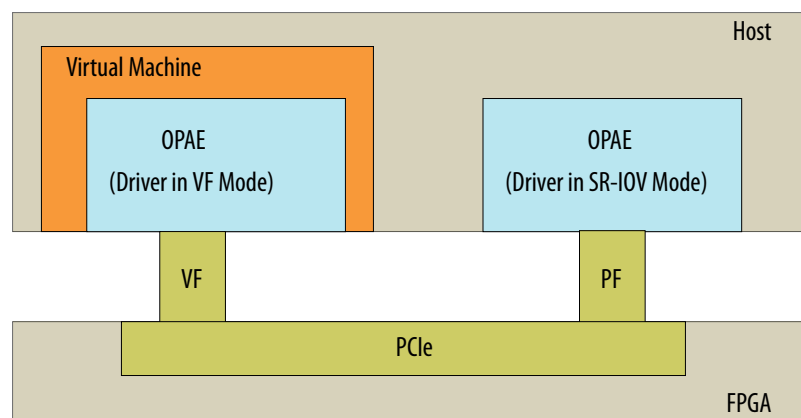 Host
Virtual Machine
OPAE
(Driver in VF Mode)
OPAE
(Driver in SR-IOV Mode)
VF
PF
PCIe
FPGA